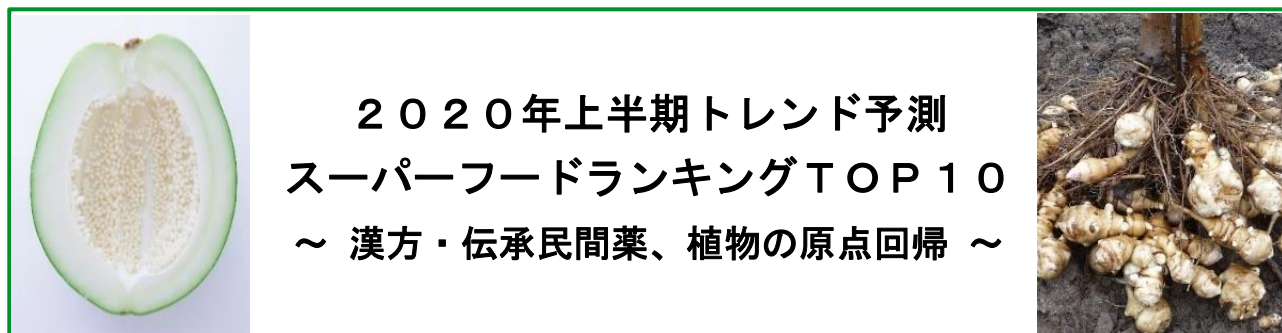 ２０２０年上半期トレンド予測
スーパーフードランキングＴＯＰ１０
～ 漢方・伝承民間薬、植物の原点回帰 ～